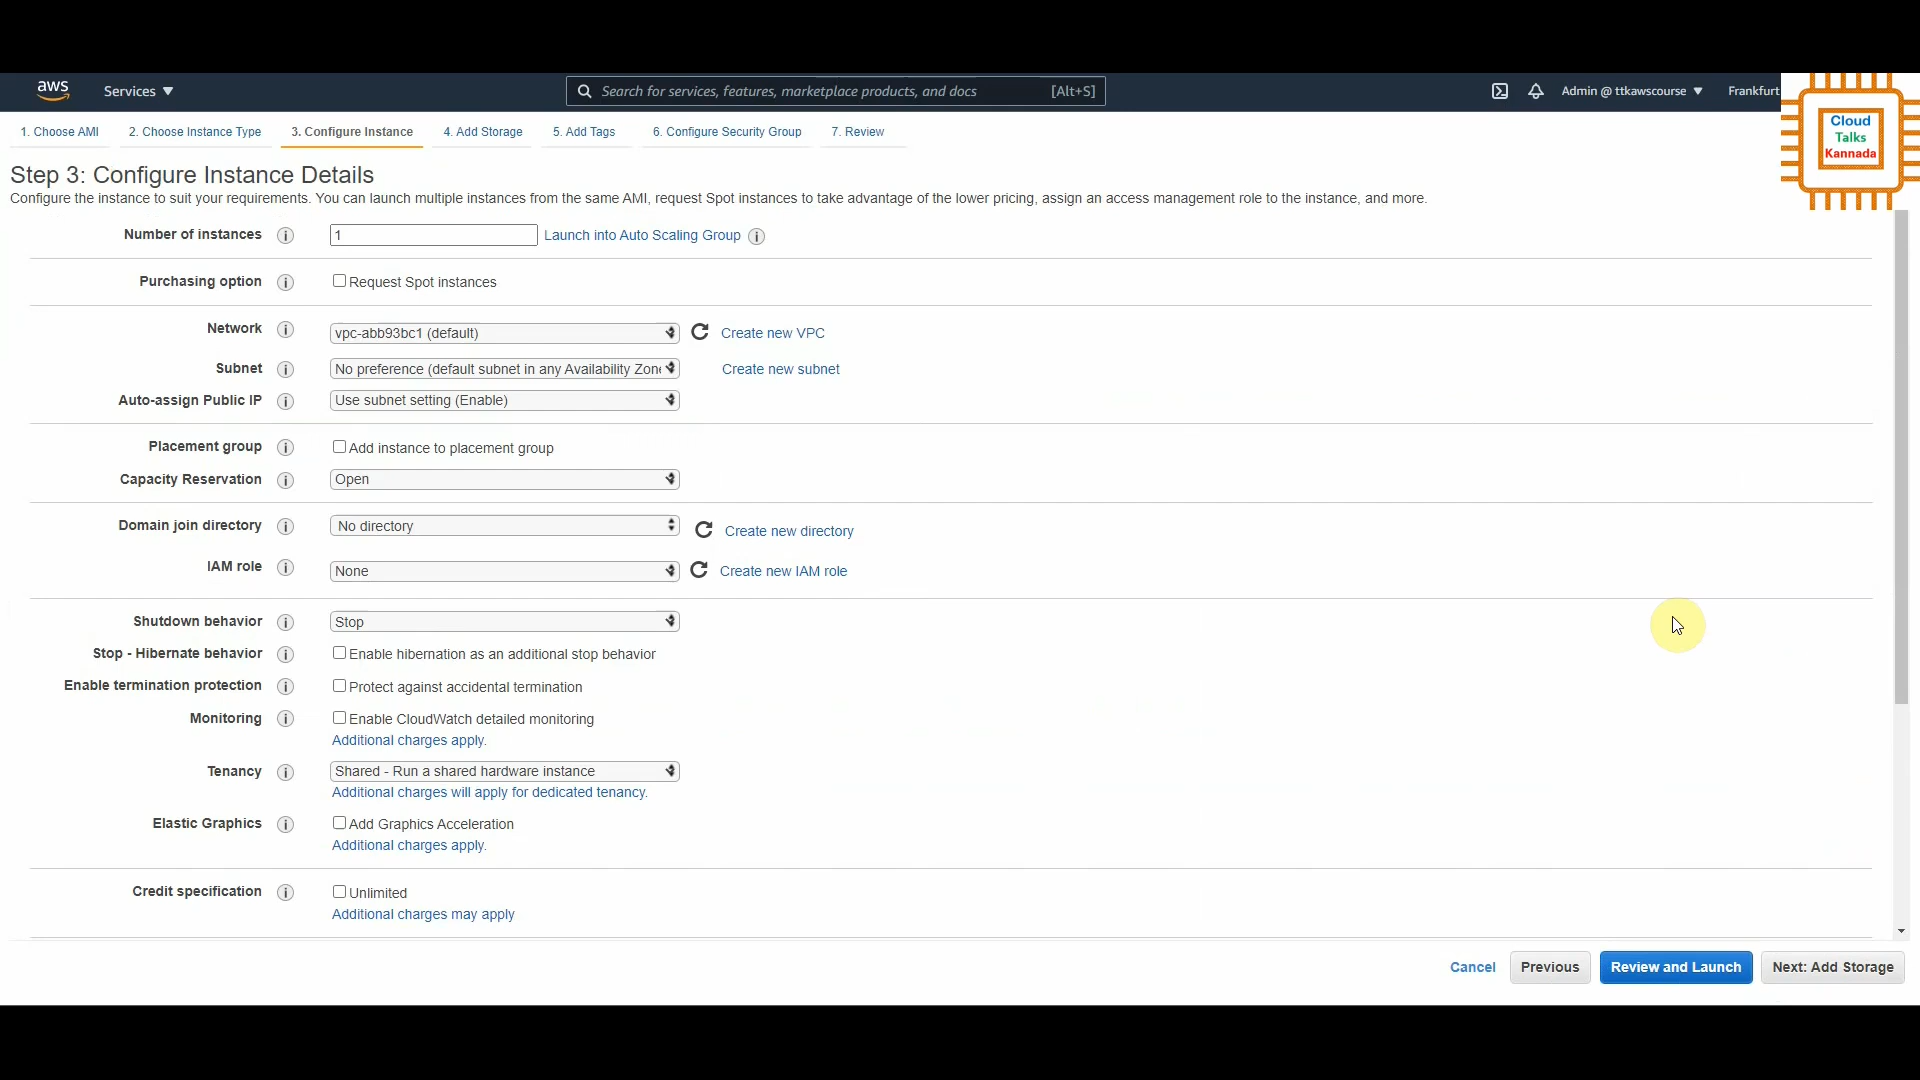 aws Services Search for services, features, marketplace products, and docs [Alt+S] Admin @ ttkawscourse Frankfurt
Cloud
Talks
Kannada
1. Choose AMI 2. Choose Instance Type 3. Configure Instance 4. Add Storage 5. Add Tags 6. Configure Security Group 7. Review
Step 3: Configure Instance Details
Configure the instance to suit your requirements. You can launch multiple instances from the same AMI, request Spot instances to take advantage of the lower pricing, assign an access management role to the instance, and more.
Number of instances 1 Launch into Auto Scaling Group
Purchasing option Request Spot instances
Network vpc-abb93bc1 (default) Create new VPC
Subnet No preference (default subnet in any Availability Zone Create new subnet
Auto-assign Public IP Use subnet setting (Enable)
Placement group Add instance to placement group
Capacity Reservation Open
Domain join directory No directory Create new directory
IAM role None Create new IAM role
Shutdown behavior Stop
Stop - Hibernate behavior Enable hibernation as an additional stop behavior
Enable termination protection Protect against accidental termination
Monitoring Enable CloudWatch detailed monitoring
Additional charges apply.
Tenancy Shared - Run a shared hardware instance
Additional charges will apply for dedicated tenancy.
Elastic Graphics Add Graphics Acceleration
Additional charges apply.
Credit specification Unlimited
Additional charges may apply
Cancel Previous Review and Launch Next: Add Storage